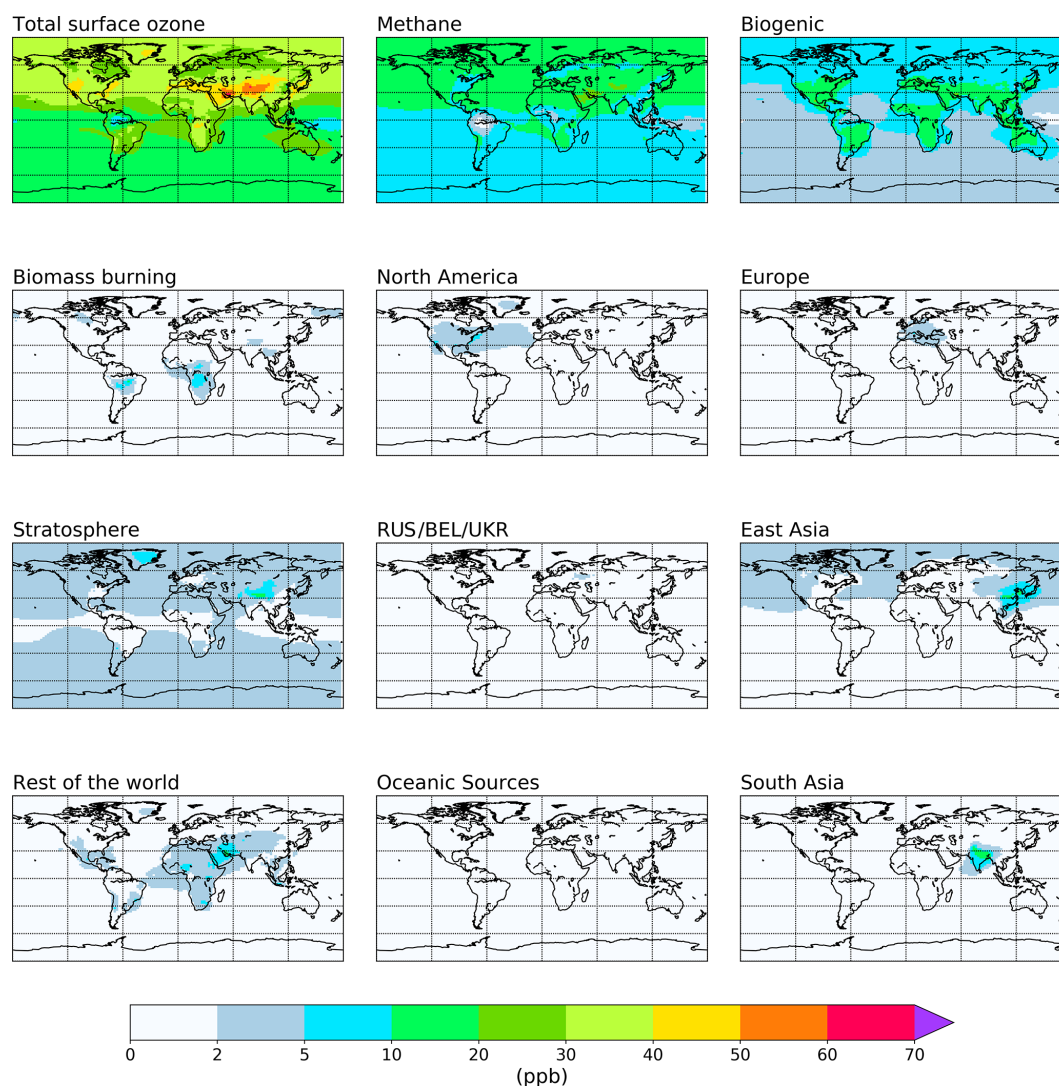 Total surface ozone
Methane
Biogenic
Biomass burning
North America
Europe
Stratosphere
RUS/BEL/UKR
East Asia
Rest of the world
Oceanic Sources
South Asia
0 2 5 10 20 30 40 50 60 70
(ppb)